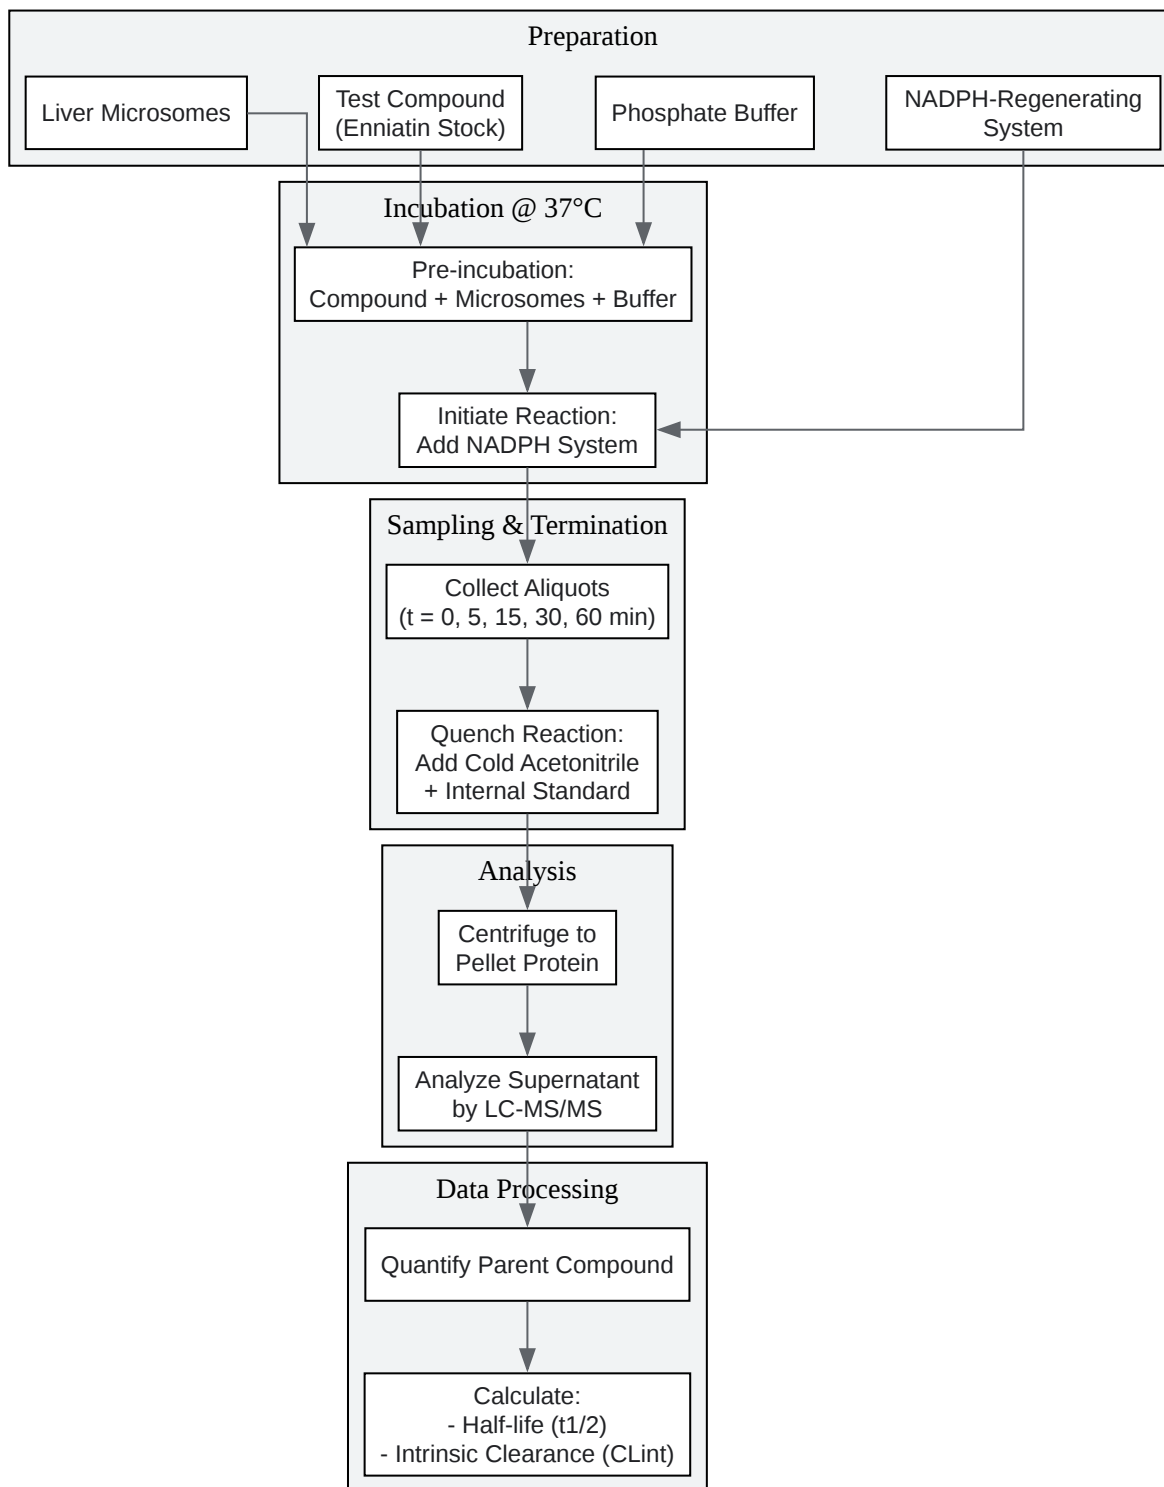 Preparation
Liver Microsomes
Test Compound
(Enniatin Stock)
Phosphate Buffer
NADPH-Regenerating
System
Incubation @ 37°C
Pre-incubation:
Compound + Microsomes + Buffer
Initiate Reaction:
Add NADPH System
Sampling & Termination
Collect Aliquots
(t = 0, 5, 15, 30, 60 min)
Quench Reaction:
Add Cold Acetonitrile
+ Internal Standard
Analysis
Centrifuge to
Pellet Protein
Analyze Supernatant
by LC-MS/MS
Data Processing
Quantify Parent Compound
Calculate:
- Half-life (t1/2)
- Intrinsic Clearance (CLint)